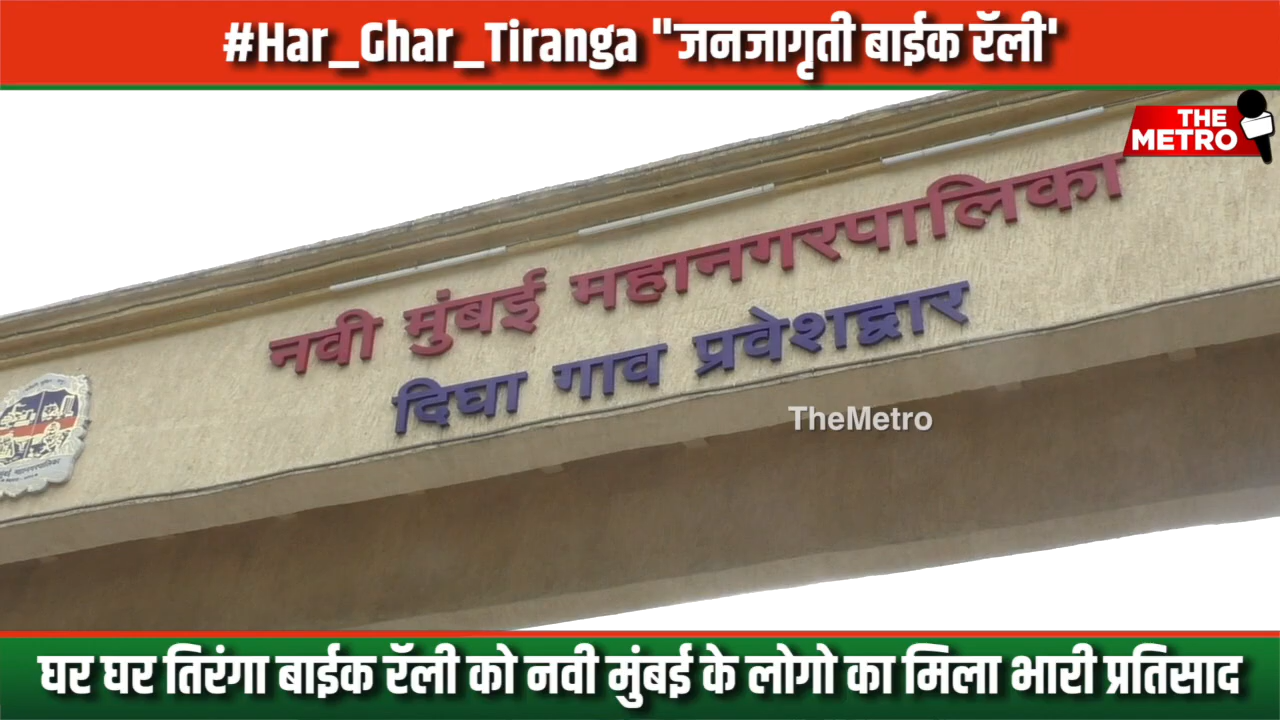 #Har_Ghar_Tiranga "जनजागृती बाईक रॅली'
THE
METRO
नवी मुंबई महानगरपालिका
दिघा गाव प्रवेशद्वार
TheMetro
घर घर तिरंगा बाईक रॅली को नवी मुंबई के लोगो का मिला भारी प्रतिसाद